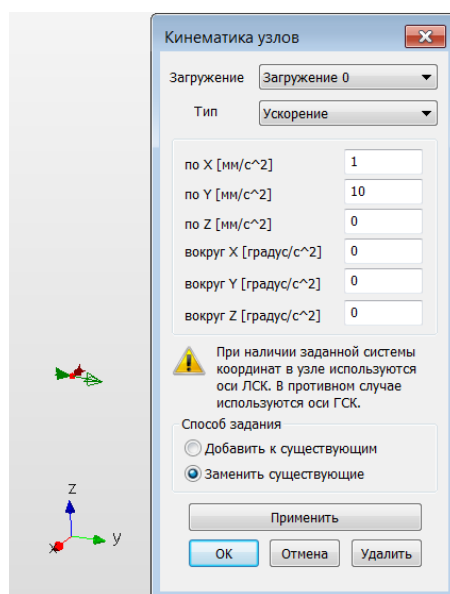 Кинематика узлов
Загружение Загружение 0
Тип Ускорение
по X [мм/с^2] 1
по Y [мм/с^2] 10
по Z [мм/с^2] 0
вокруг X [градус/с^2] 0
вокруг Y [градус/с^2] 0
вокруг Z [градус/с^2] 0
При наличии заданной системы
координат в узле используются
оси ЛСК. В противном случае
используются оси ГСК.
Способ задания
Добавить к существующим
Заменить существующие
Применить
ОК Отмена Удалить
Z
x y